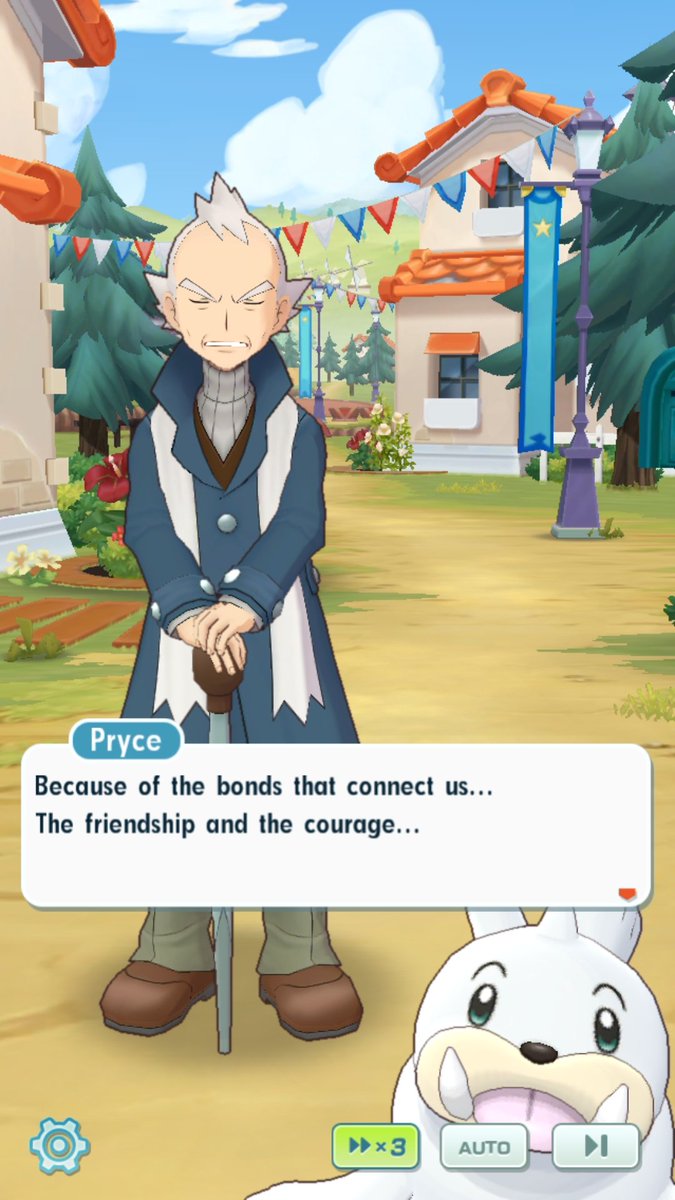 Pryce
Because of the bonds that connect us...
The friendship and the courage...
×3
AUTO